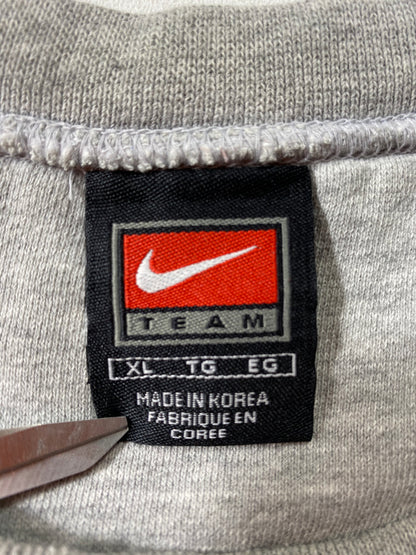 TEAM
XL TG EG
MADE IN KOREA
FABRIQUE EN
COREE